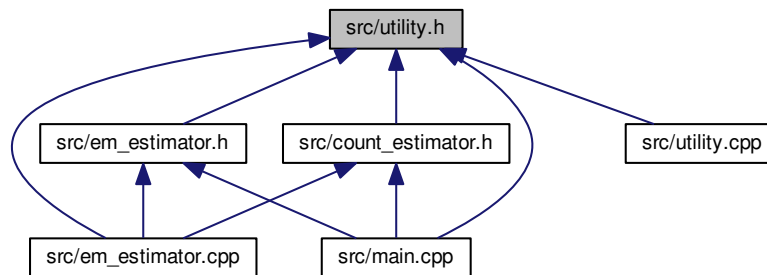 src/utility.h
src/em_estimator.h
src/count_estimator.h
src/utility.cpp
src/em_estimator.cpp
src/main.cpp